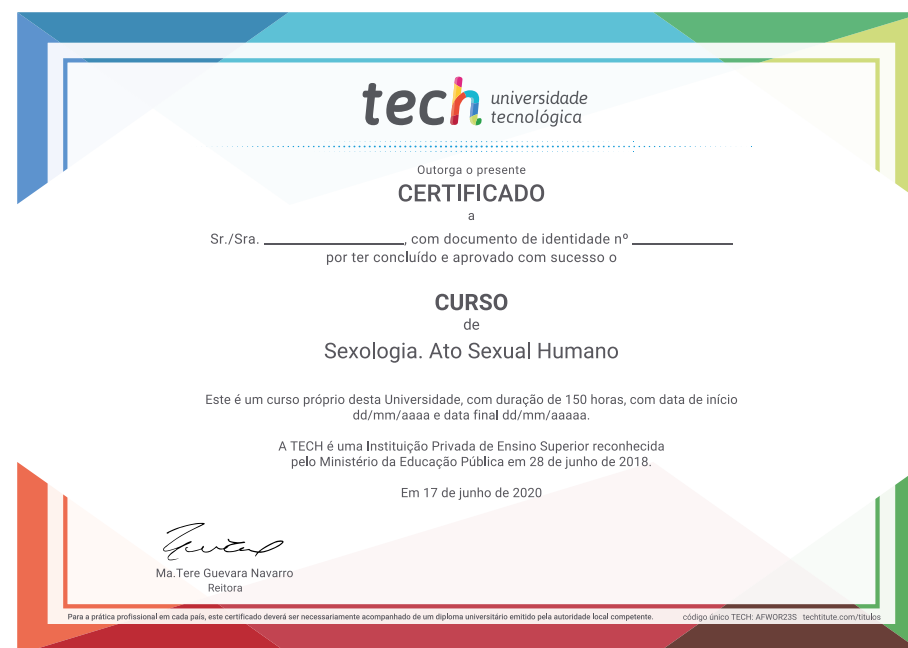 tech universidade
tecnológica
Outorga o presente
CERTIFICADO
a
Sr./Sra. ____________________, com documento de identidade nº ______________
por ter concluído e aprovado com sucesso o
CURSO
de
Sexologia. Ato Sexual Humano
Este é um curso próprio desta Universidade, com duração de 150 horas, com data de início
dd/mm/aaaa e data final dd/mm/aaaaa.
A TECH é uma Instituição Privada de Ensino Superior reconhecida
pelo Ministério da Educação Pública em 28 de junho de 2018.
Em 17 de junho de 2020
Ma.Tere Guevara Navarro
Reitora
Para a prática profissional em cada país, este certificado deverá ser necessariamente acompanhado de um diploma universitário emitido pela autoridade local competente. código único TECH: AFWOR23S techtitute.com/titulos